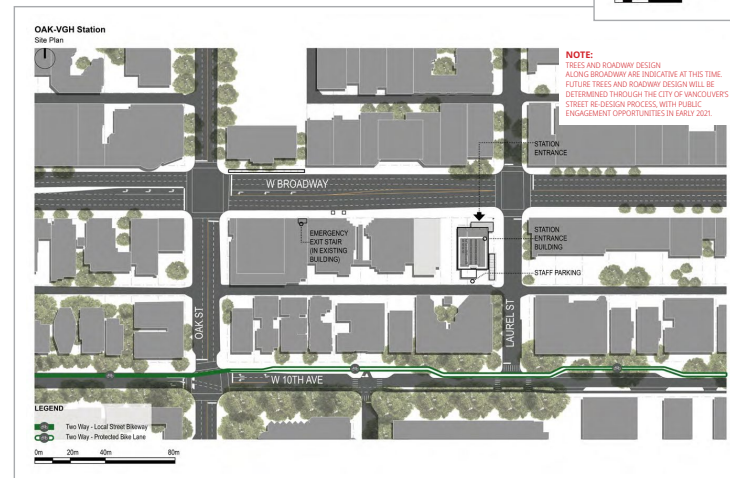 OAK-VGH Station
Site Plan
NOTE:
TREES AND ROADWAY DESIGN
ALONG BROADWAY ARE INDICATIVE AT THIS TIME.
FUTURE TREES AND ROADWAY DESIGN WILL BE
DETERMINED THROUGH THE CITY OF VANCOUVER'S
STREET RE-DESIGN PROCESS, WITH PUBLIC
ENGAGEMENT OPPORTUNITIES IN EARLY 2021.
STATION
ENTRANCE
W BROADWAY
EMERGENCY
EXIT STAIR
(IN EXISTING
BUILDING)
STATION
ENTRANCE
BUILDING
STAFF PARKING
OAK ST
LAUREL ST
W 10TH AVE
LEGEND
Two Way - Local Street Bikeway
Two Way - Protected Bike Lane
0m 20m 40m 80m